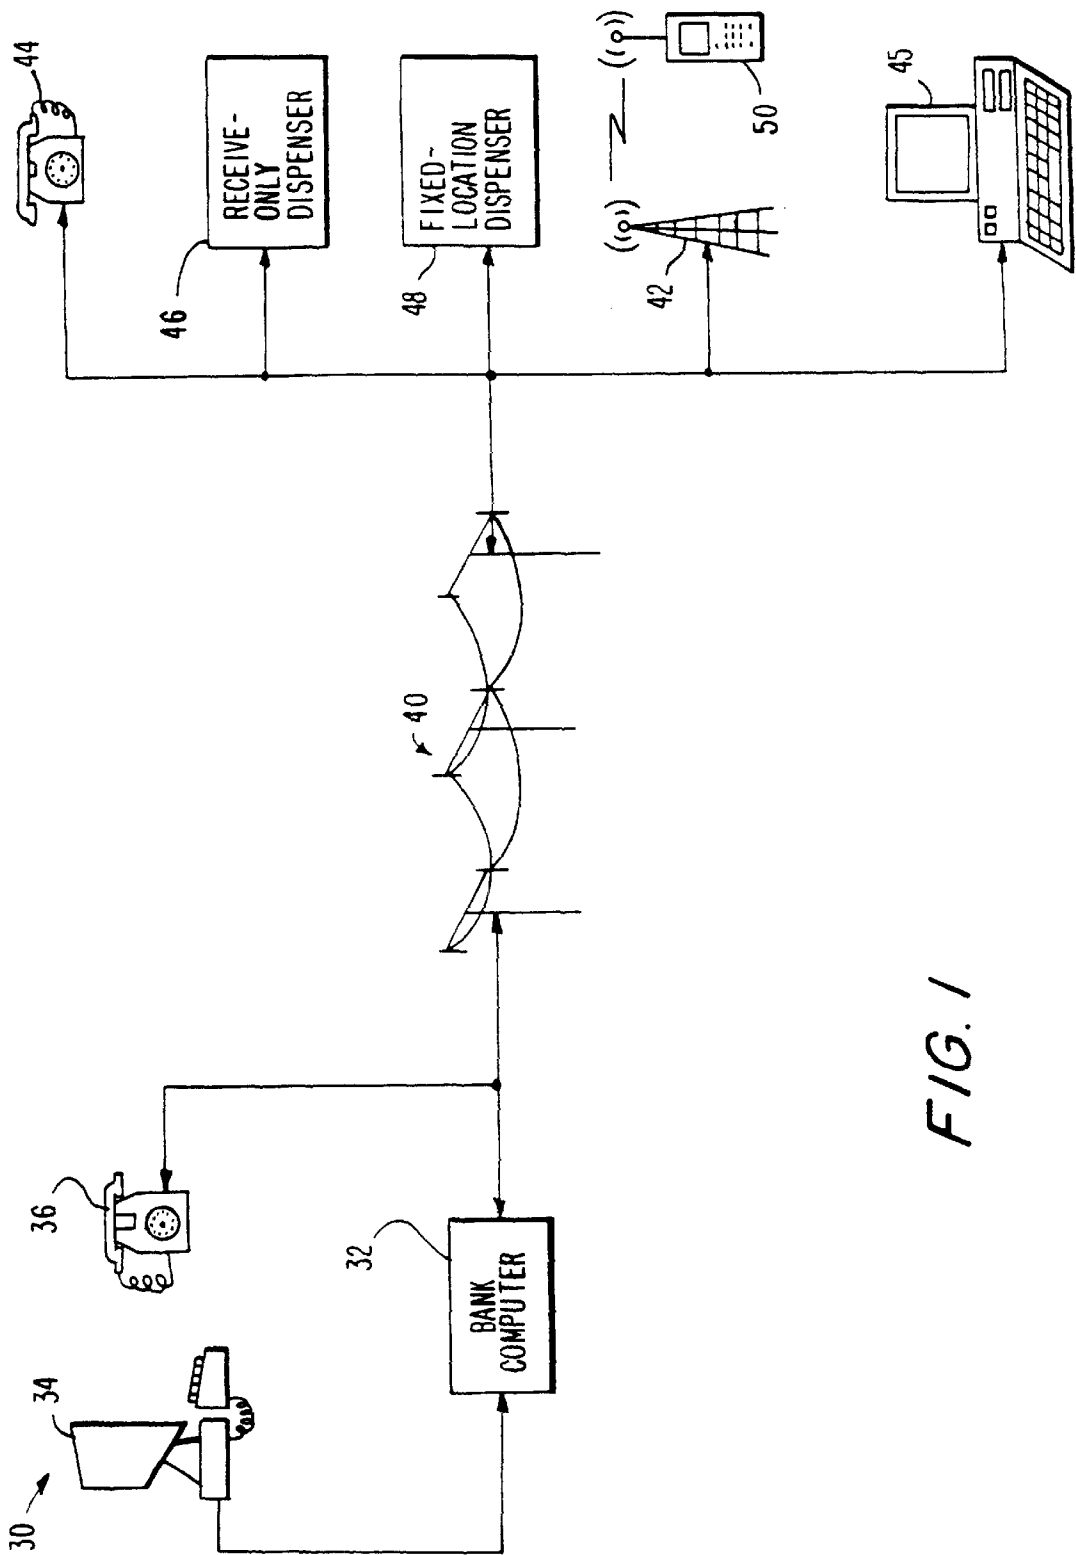 30
34
36
32
BANK
COMPUTER
40
44
46
RECEIVE-
ONLY
DISPENSER
48
FIXED-
LOCATION
DISPENSER
42
50
45
FIG. 1